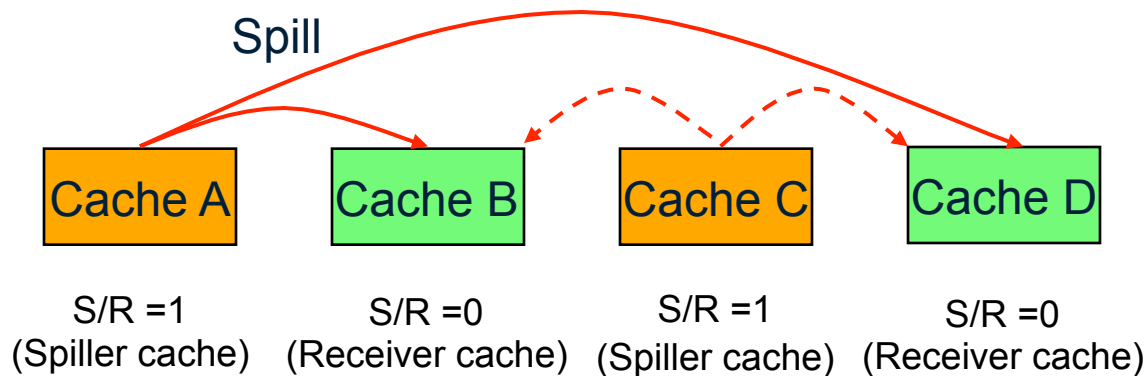 Spill
Cache A
Cache B
Cache C
Cache D
S/R =1
(Spiller cache)
S/R =0
(Receiver cache)
S/R =1
(Spiller cache)
S/R =0
(Receiver cache)